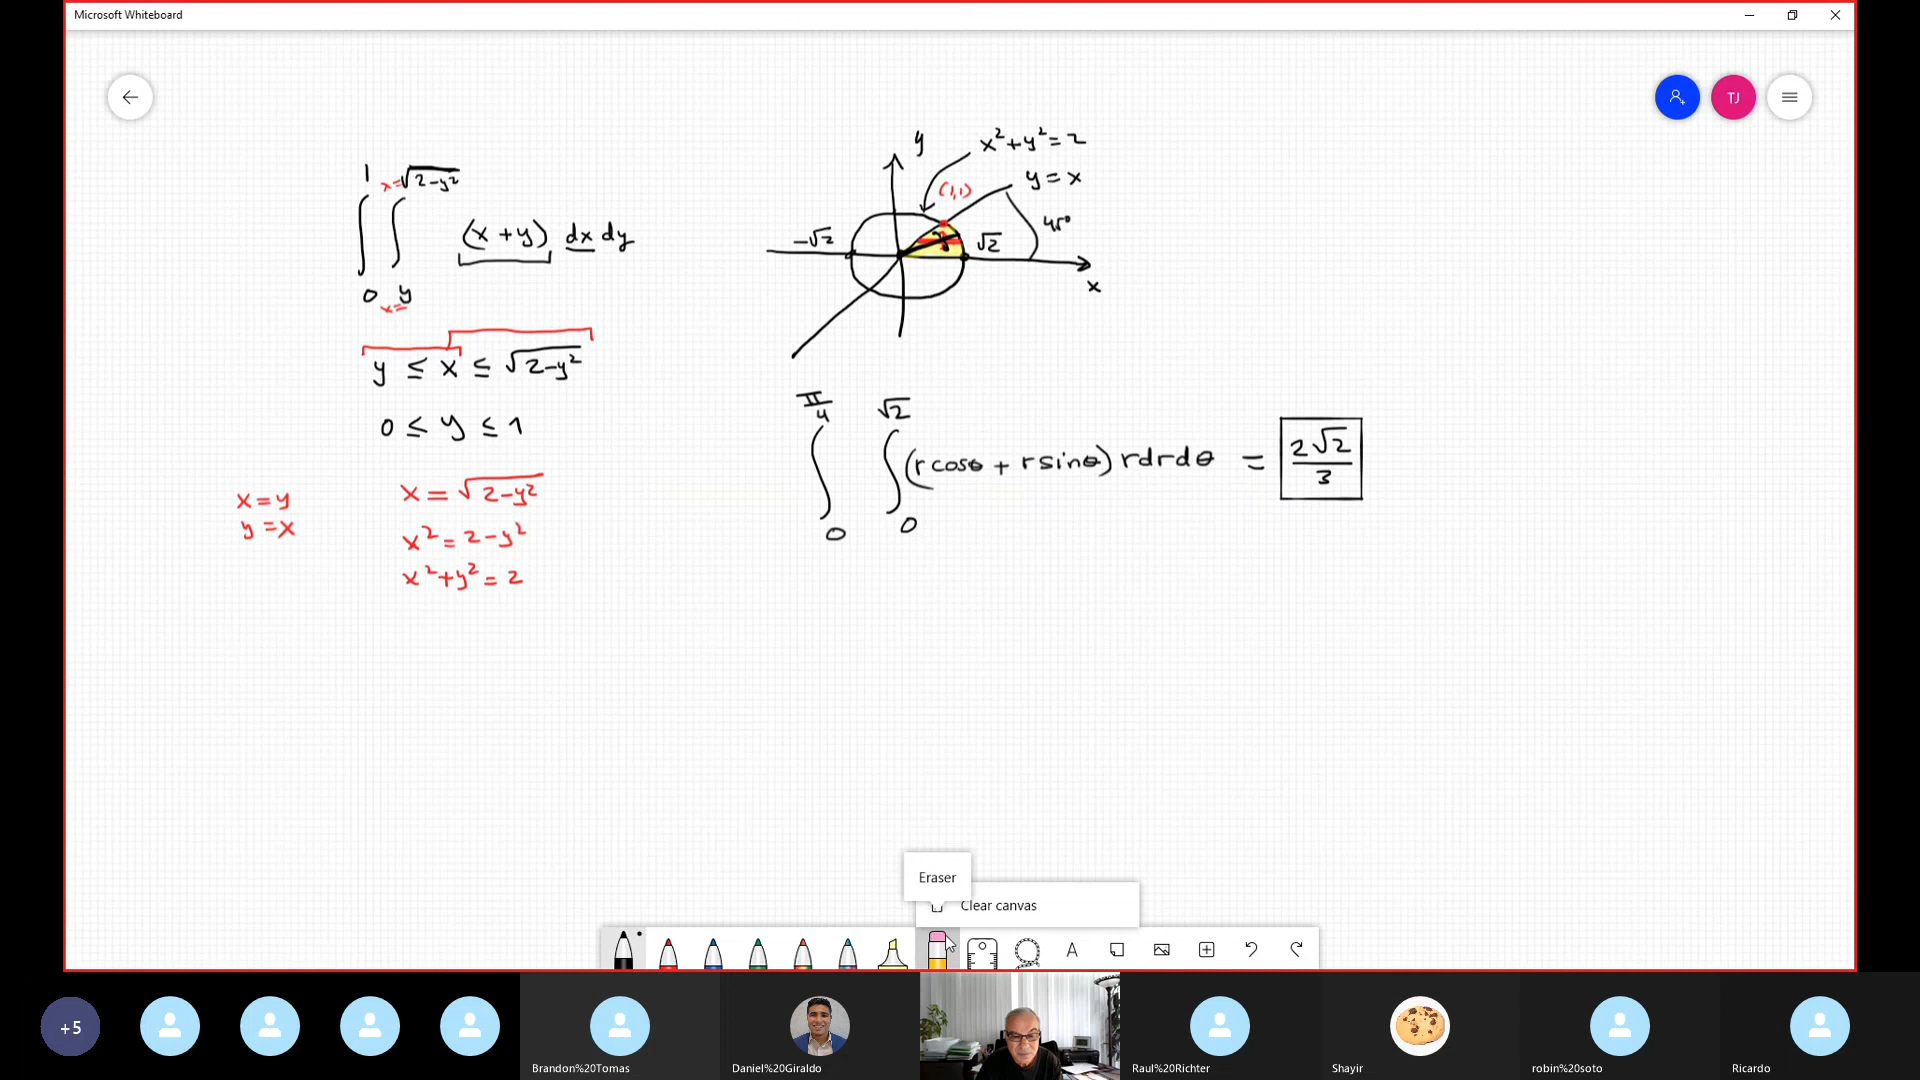 Microsoft Whiteboard
TJ
1
x=√2-y²
∫ ∫ (x+y) dx dy
0 y
x=
y ≤ x ≤ √2-y²
0 ≤ y ≤ 1
x=y
y=x
x = √2-y²
x² = 2-y²
x²+y² = 2
y
x²+y²=2
y=x
(1,1)
45°
-√2
√2
x
π/4 √2
∫ ∫ (r cosθ + r sinθ) r dr dθ = 2√2/3
0 0
Eraser
Clear canvas
A
+5
Brandon%20Tomas
Daniel%20Giraldo
Raul%20Richter
Shayir
robin%20soto
Ricardo